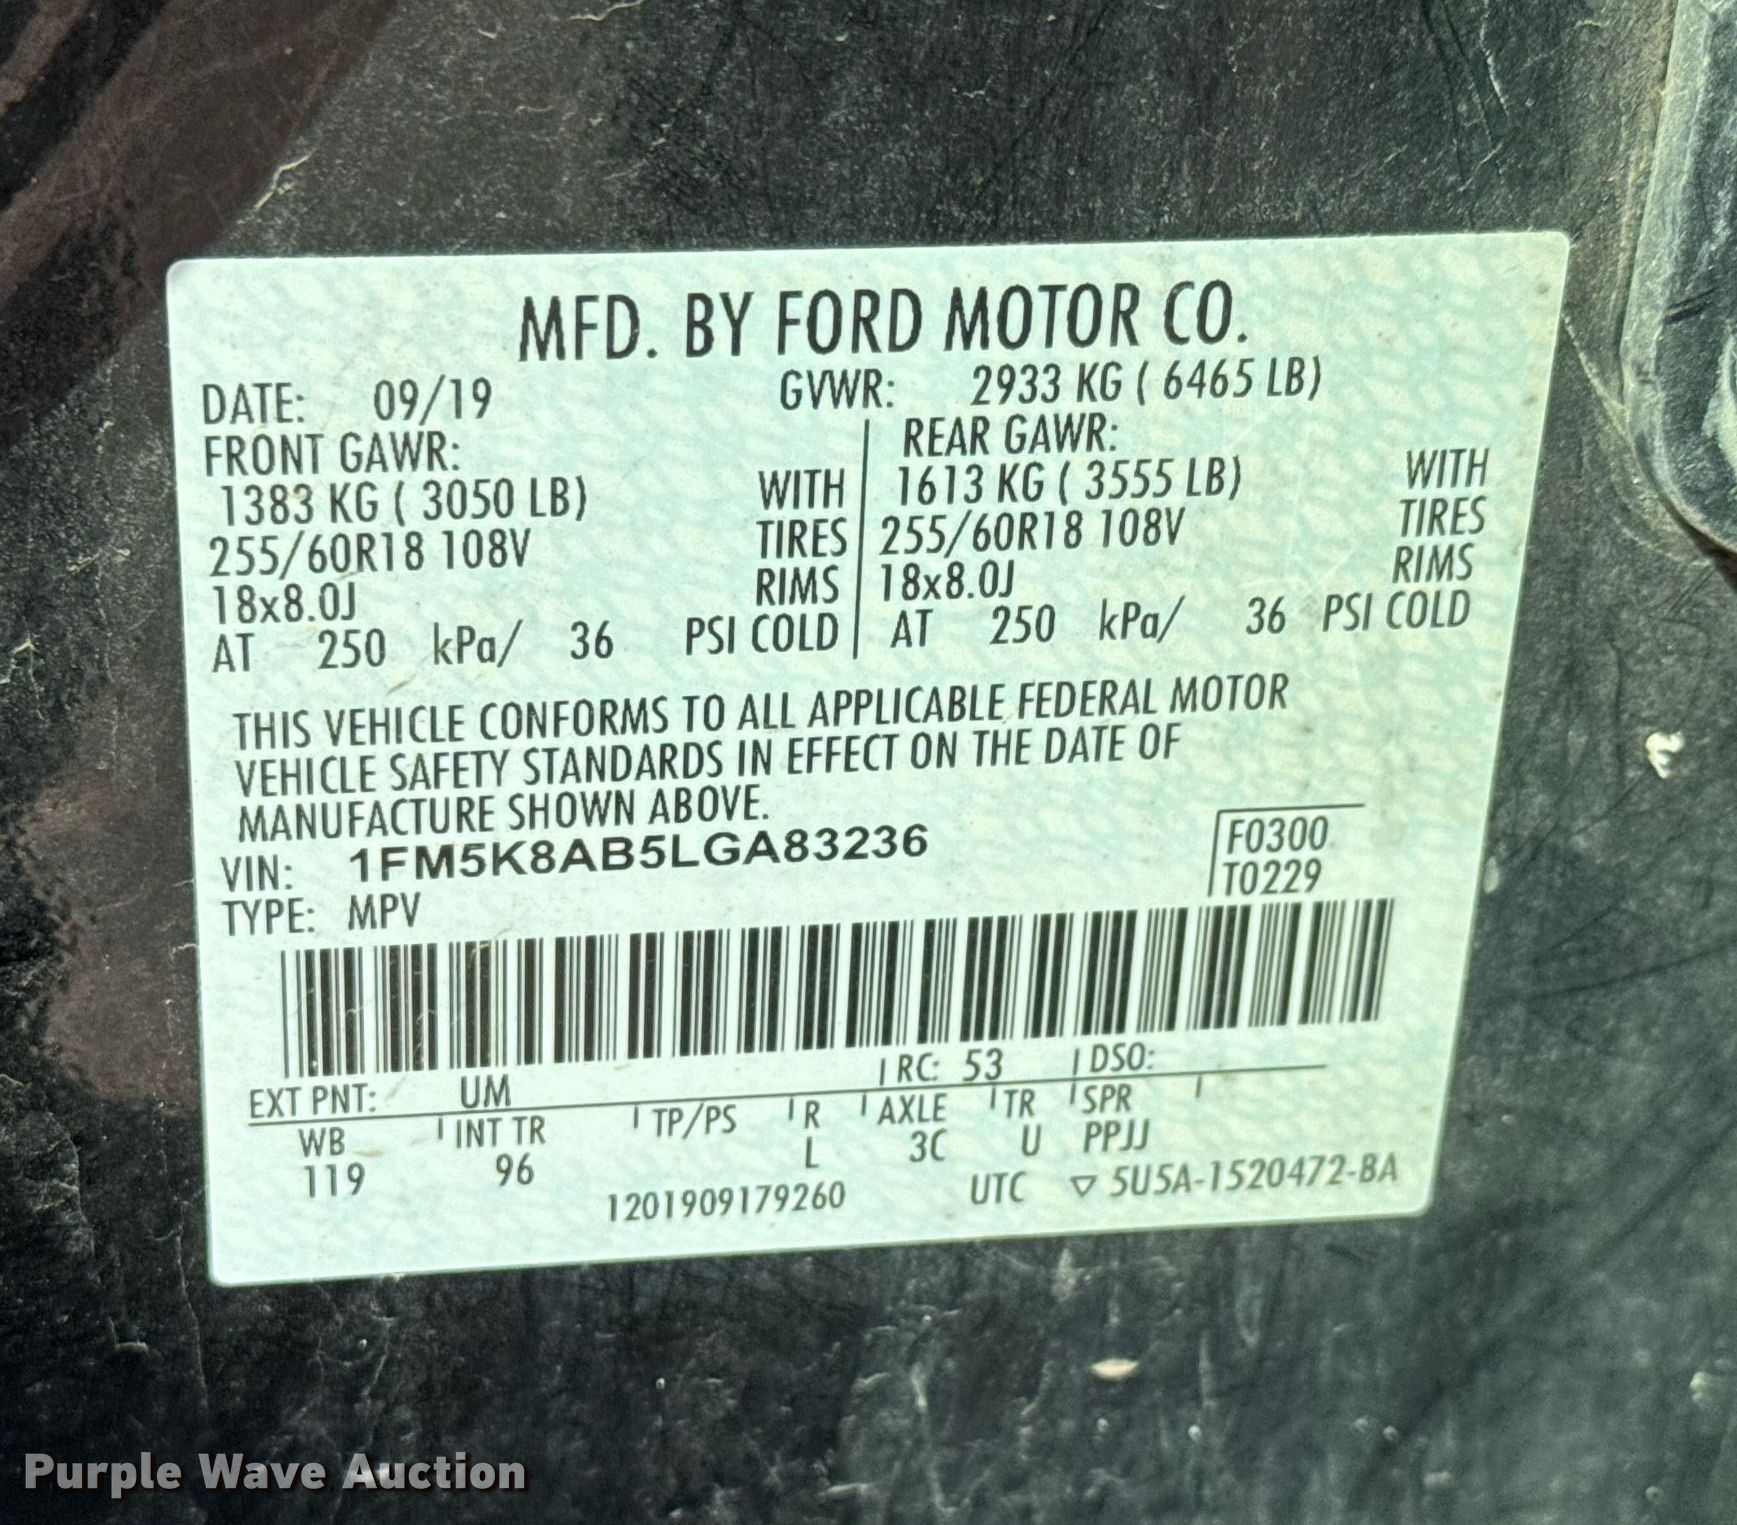 MFD. BY FORD MOTOR CO.
DATE: 09/19 GVWR: 2933 KG ( 6465 LB)
FRONT GAWR: REAR GAWR:
1383 KG ( 3050 LB) WITH 1613 KG ( 3555 LB) WITH
255/60R18 108V TIRES 255/60R18 108V TIRES
18x8.0J RIMS 18x8.0J RIMS
AT 250 kPa/ 36 PSI COLD AT 250 kPa/ 36 PSI COLD
THIS VEHICLE CONFORMS TO ALL APPLICABLE FEDERAL MOTOR
VEHICLE SAFETY STANDARDS IN EFFECT ON THE DATE OF
MANUFACTURE SHOWN ABOVE.
VIN: 1FM5K8AB5LGA83236 F0300
TYPE: MPV T0229
EXT PNT: UM RC: 53 DSO:
WB INT TR TP/PS R AXLE TR SPR
119 96 L 3C U PPJJ
1201909179260 UTC ▽ 5U5A-1520472-BA
Purple Wave Auction